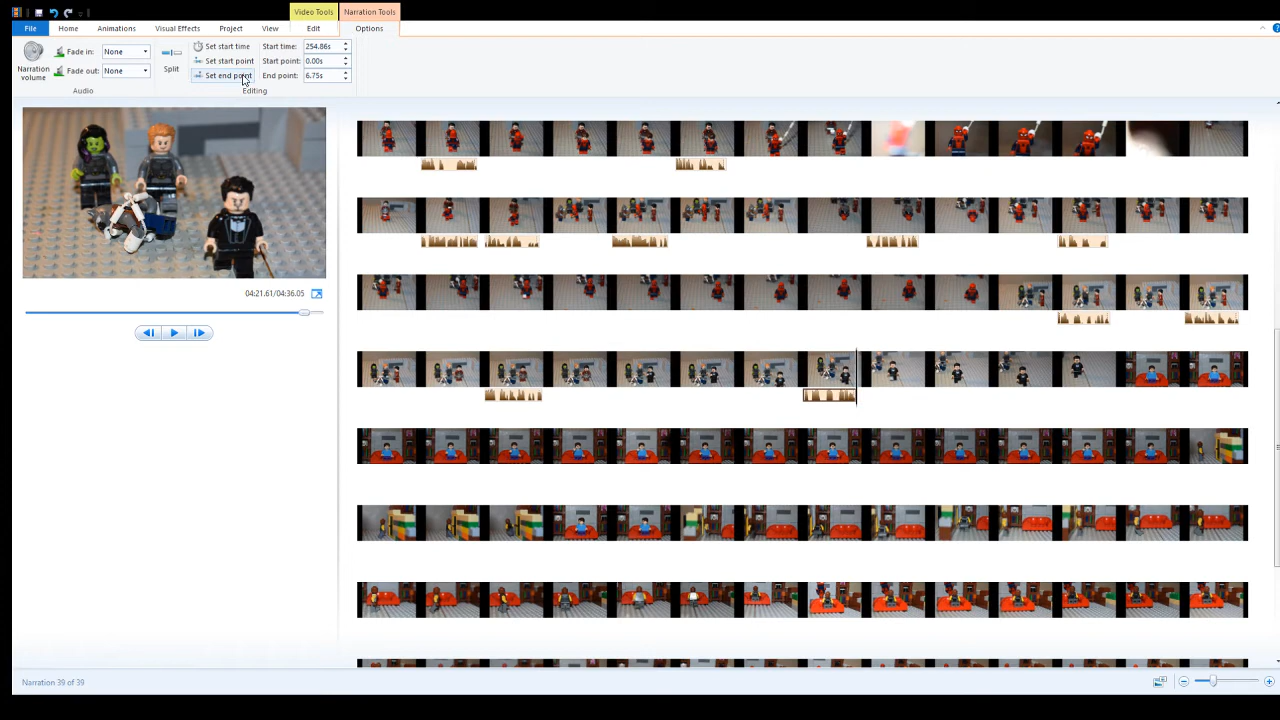 Video Tools Narration Tools
File Home Animations Visual Effects Project View Edit Options
Narration volume
Fade in: None
Fade out: None
Audio
Split
Set start time
Set start point
Set end point
Start time: 254.86s
Start point: 0.00s
End point: 6.75s
Editing
04:21.61/04:36.05
Narration 39 of 39